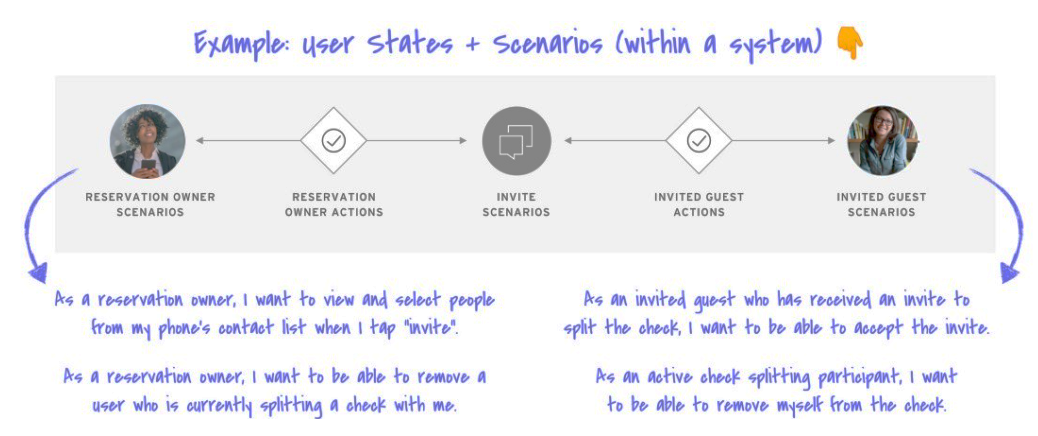 Example: User States + Scenarios (within a system) 👇
RESERVATION OWNER
SCENARIOS
RESERVATION
OWNER ACTIONS
INVITE
SCENARIOS
INVITED GUEST
ACTIONS
INVITED GUEST
SCENARIOS
As a reservation owner, I want to view and select people
from my phone's contact list when I tap "invite".
As a reservation owner, I want to be able to remove a
user who is currently splitting a check with me.
As an invited guest who has received an invite to
split the check, I want to be able to accept the invite.
As an active check splitting participant, I want
to be able to remove myself from the check.